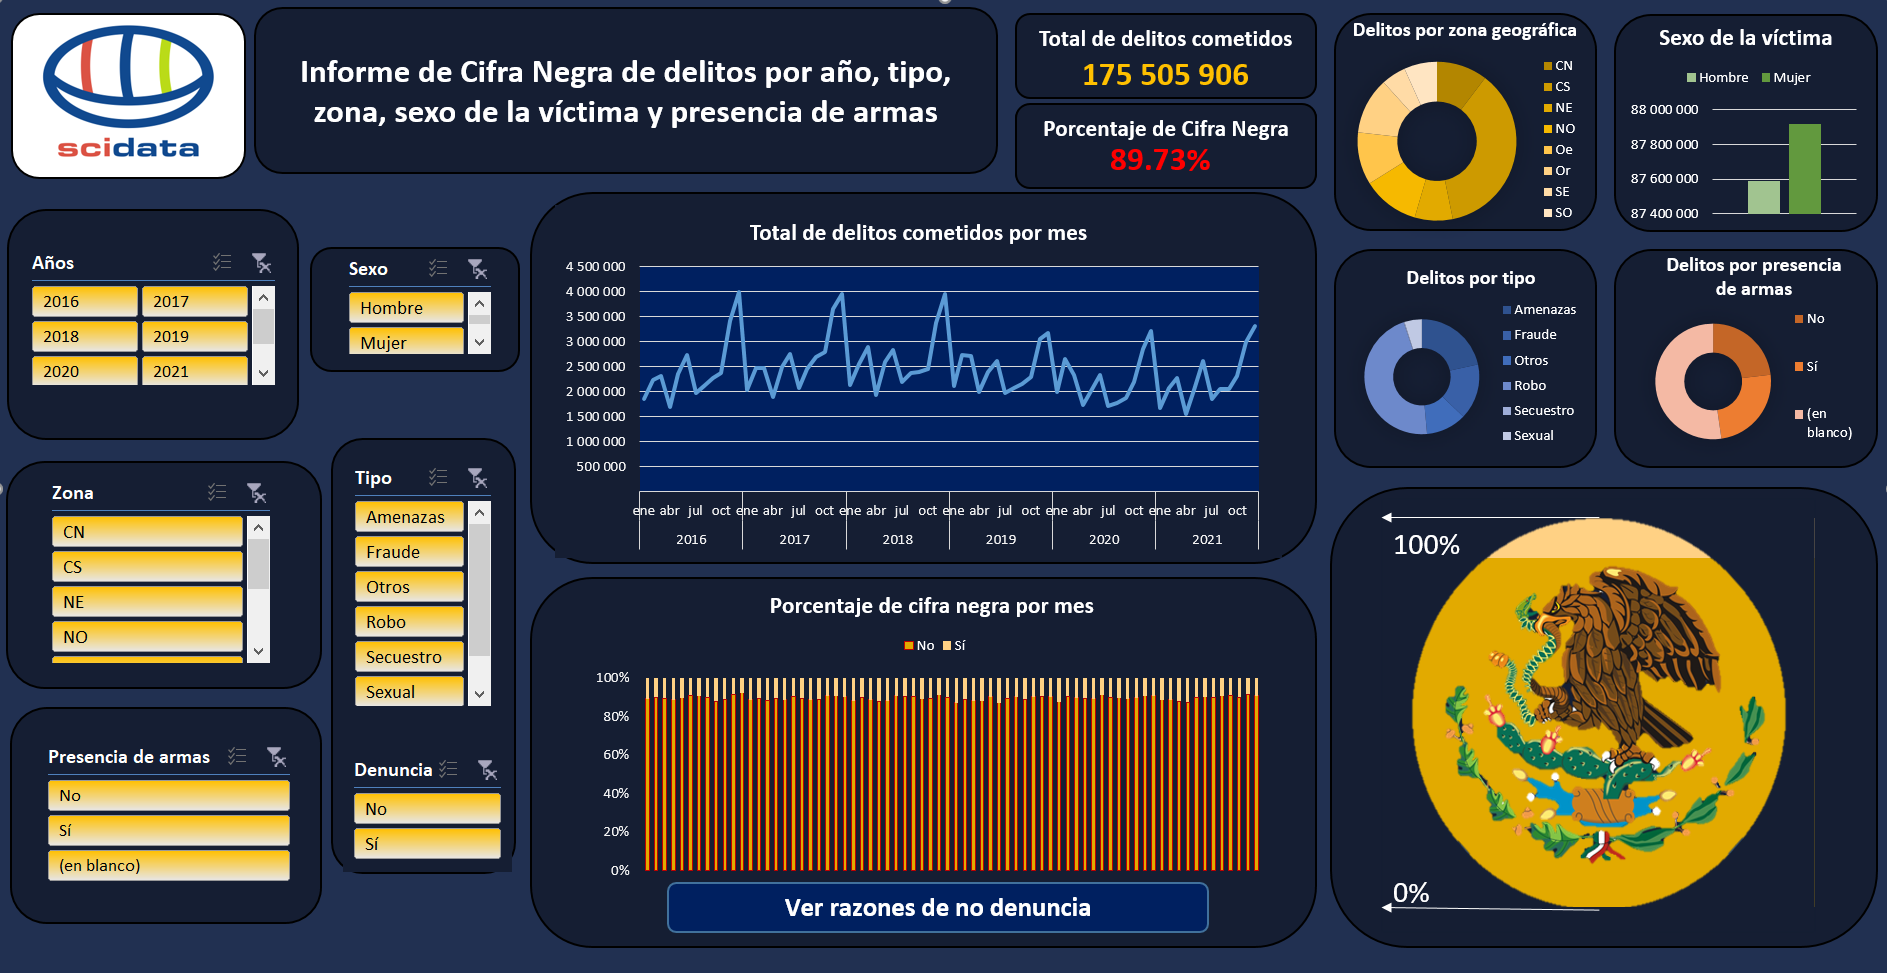 scidata
Informe de Cifra Negra de delitos por año, tipo,
zona, sexo de la víctima y presencia de armas
Total de delitos cometidos
175 505 906
Porcentaje de Cifra Negra
89.73%
Delitos por zona geográfica
CN
CS
NE
NO
Oe
Or
SE
SO
Sexo de la víctima
Hombre Mujer
88 000 000
87 800 000
87 600 000
87 400 000
Años
2016 2017
2018 2019
2020 2021
Sexo
Hombre
Mujer
Total de delitos cometidos por mes
4 500 000
4 000 000
3 500 000
3 000 000
2 500 000
2 000 000
1 500 000
1 000 000
500 000
ene abr jul oct ene abr jul oct ene abr jul oct ene abr jul oct ene abr jul oct ene abr jul oct
2016 2017 2018 2019 2020 2021
Delitos por tipo
Amenazas
Fraude
Otros
Robo
Secuestro
Sexual
Delitos por presencia
de armas
No
Sí
(en
blanco)
Zona
CN
CS
NE
NO
Tipo
Amenazas
Fraude
Otros
Robo
Secuestro
Sexual
Porcentaje de cifra negra por mes
No Sí
100%
80%
60%
40%
20%
0%
Ver razones de no denuncia
100%
0%
Presencia de armas
No
Sí
(en blanco)
Denuncia
No
Sí